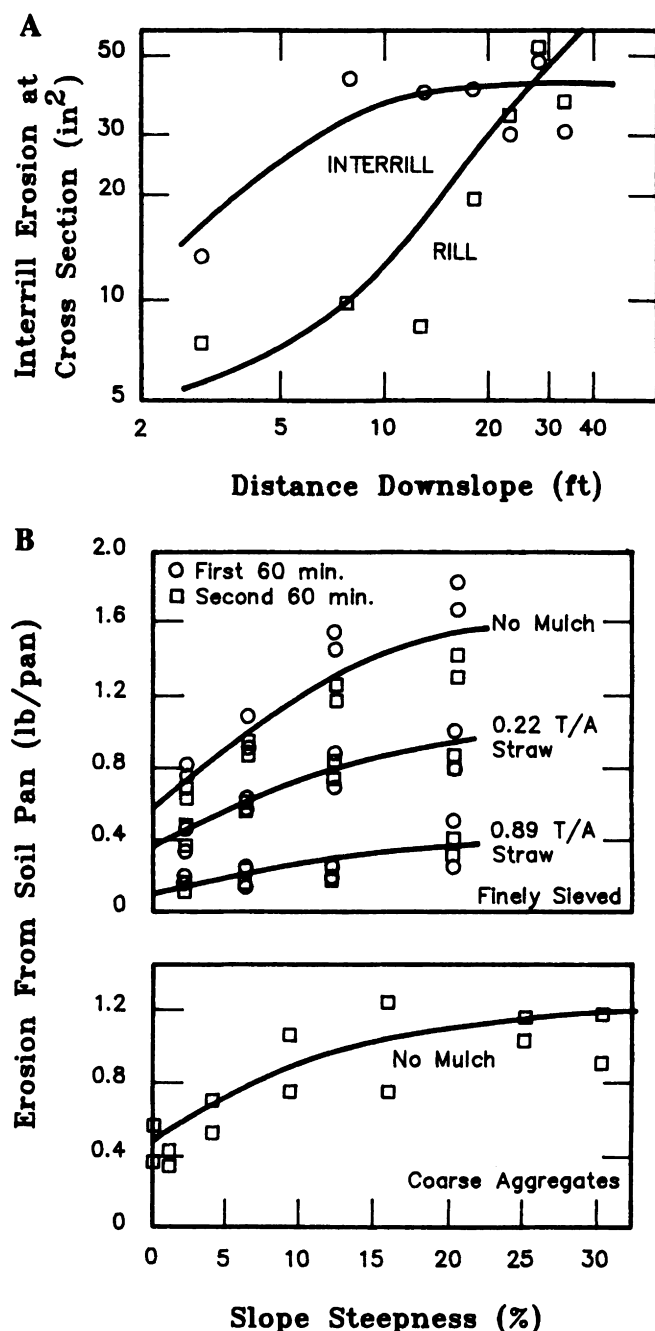 A
Interrill Erosion at
Cross Section (in²)
50
30
20
10
5
INTERRILL
RILL
2
5
10
20
30
40
Distance Downslope (ft)
B
Erosion From Soil Pan (lb/pan)
2.0
1.6
1.2
0.8
0.4
0
First 60 min.
Second 60 min.
No Mulch
0.22 T/A
Straw
0.89 T/A
Straw
Finely Sieved
1.2
0.8
0.4
0
No Mulch
Coarse Aggregates
0
5
10
15
20
25
30
Slope Steepness (%)